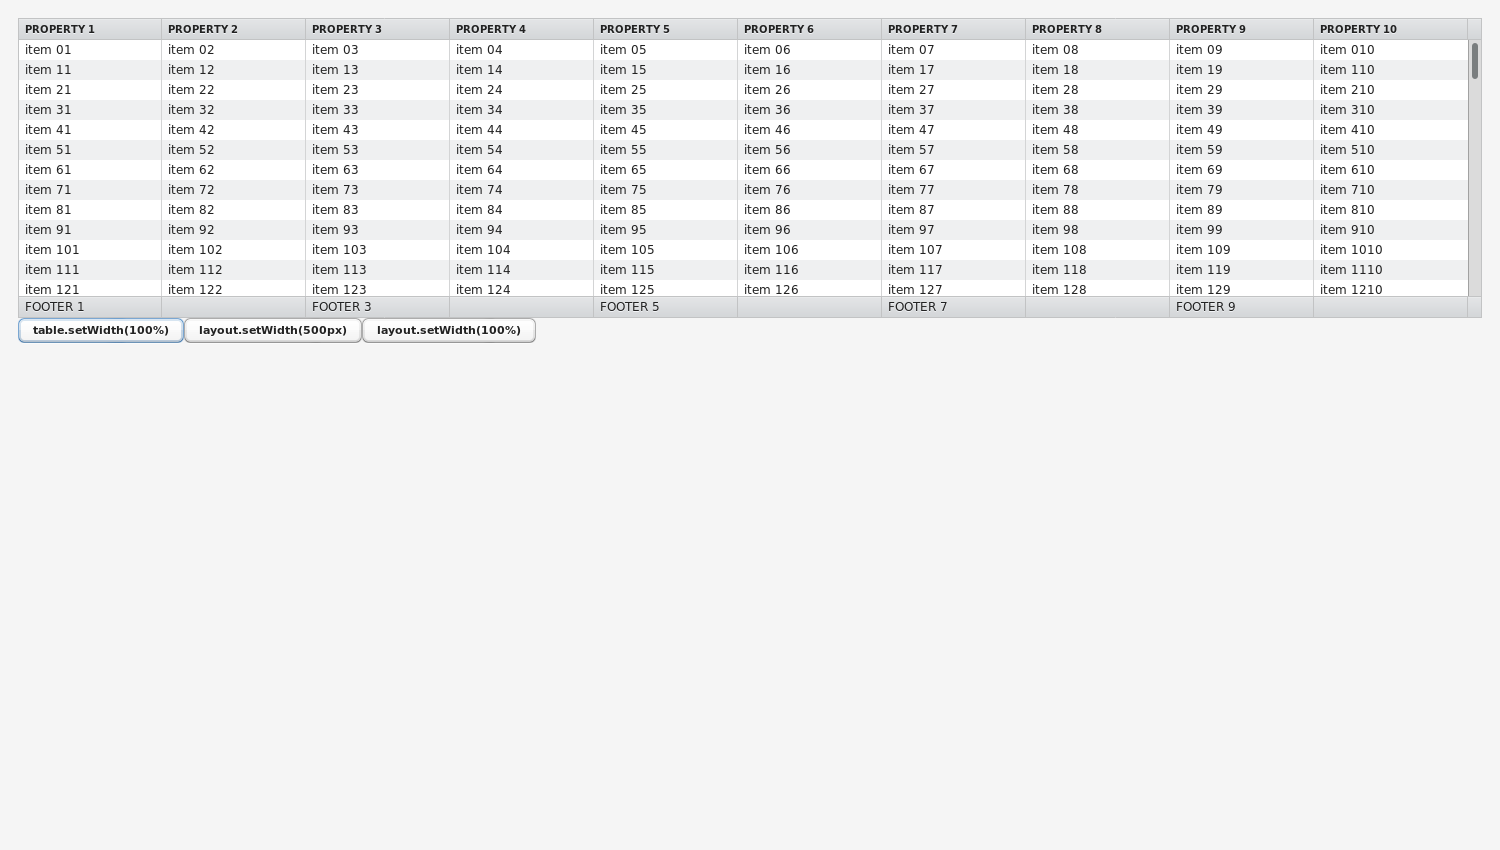 PROPERTY 1 PROPERTY 2 PROPERTY 3 PROPERTY 4 PROPERTY 5 PROPERTY 6 PROPERTY 7 PROPERTY 8 PROPERTY 9 PROPERTY 10
item 01 item 02 item 03 item 04 item 05 item 06 item 07 item 08 item 09 item 010
item 11 item 12 item 13 item 14 item 15 item 16 item 17 item 18 item 19 item 110
item 21 item 22 item 23 item 24 item 25 item 26 item 27 item 28 item 29 item 210
item 31 item 32 item 33 item 34 item 35 item 36 item 37 item 38 item 39 item 310
item 41 item 42 item 43 item 44 item 45 item 46 item 47 item 48 item 49 item 410
item 51 item 52 item 53 item 54 item 55 item 56 item 57 item 58 item 59 item 510
item 61 item 62 item 63 item 64 item 65 item 66 item 67 item 68 item 69 item 610
item 71 item 72 item 73 item 74 item 75 item 76 item 77 item 78 item 79 item 710
item 81 item 82 item 83 item 84 item 85 item 86 item 87 item 88 item 89 item 810
item 91 item 92 item 93 item 94 item 95 item 96 item 97 item 98 item 99 item 910
item 101 item 102 item 103 item 104 item 105 item 106 item 107 item 108 item 109 item 1010
item 111 item 112 item 113 item 114 item 115 item 116 item 117 item 118 item 119 item 1110
item 121 item 122 item 123 item 124 item 125 item 126 item 127 item 128 item 129 item 1210
FOOTER 1 FOOTER 3 FOOTER 5 FOOTER 7 FOOTER 9
table.setWidth(100%) layout.setWidth(500px) layout.setWidth(100%)